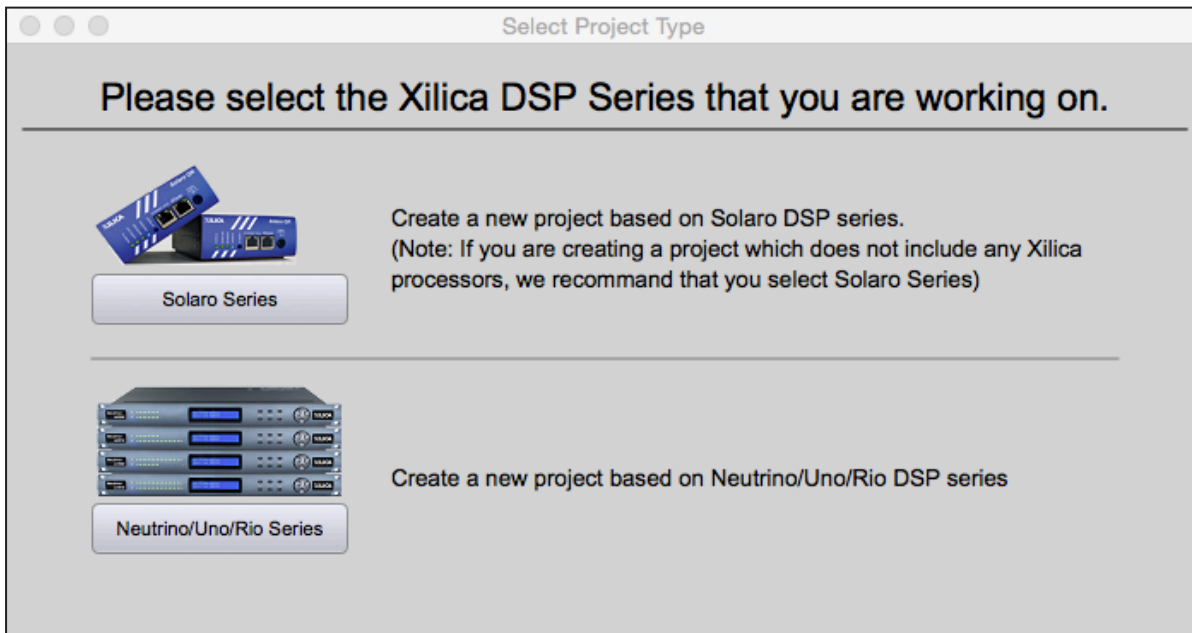 Select Project Type
Please select the Xilica DSP Series that you are working on.
Create a new project based on Solaro DSP series.
(Note: If you are creating a project which does not include any Xilica
processors, we recommand that you select Solaro Series)
Solaro Series
Create a new project based on Neutrino/Uno/Rio DSP series
Neutrino/Uno/Rio Series